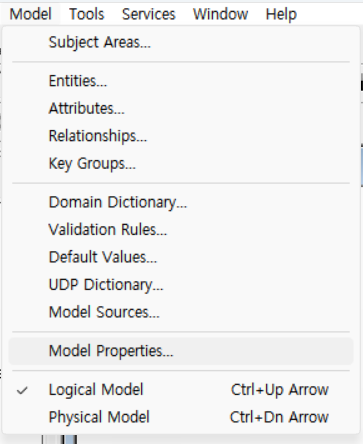 Model Tools Services Window Help
Subject Areas...
Entities...
Attributes...
Relationships...
Key Groups...
Domain Dictionary...
Validation Rules...
Default Values...
UDP Dictionary...
Model Sources...
Model Properties...
Logical Model Ctrl+Up Arrow
Physical Model Ctrl+Dn Arrow